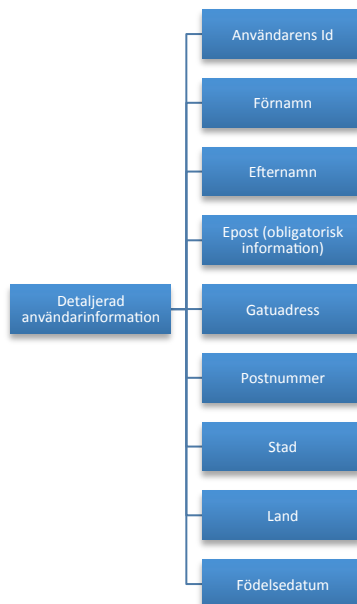 Användarens Id
Förnamn
Efternamn
Epost (obligatorisk
information)
Detaljerad
användarinformation
Gatuadress
Postnummer
Stad
Land
Födelsedatum